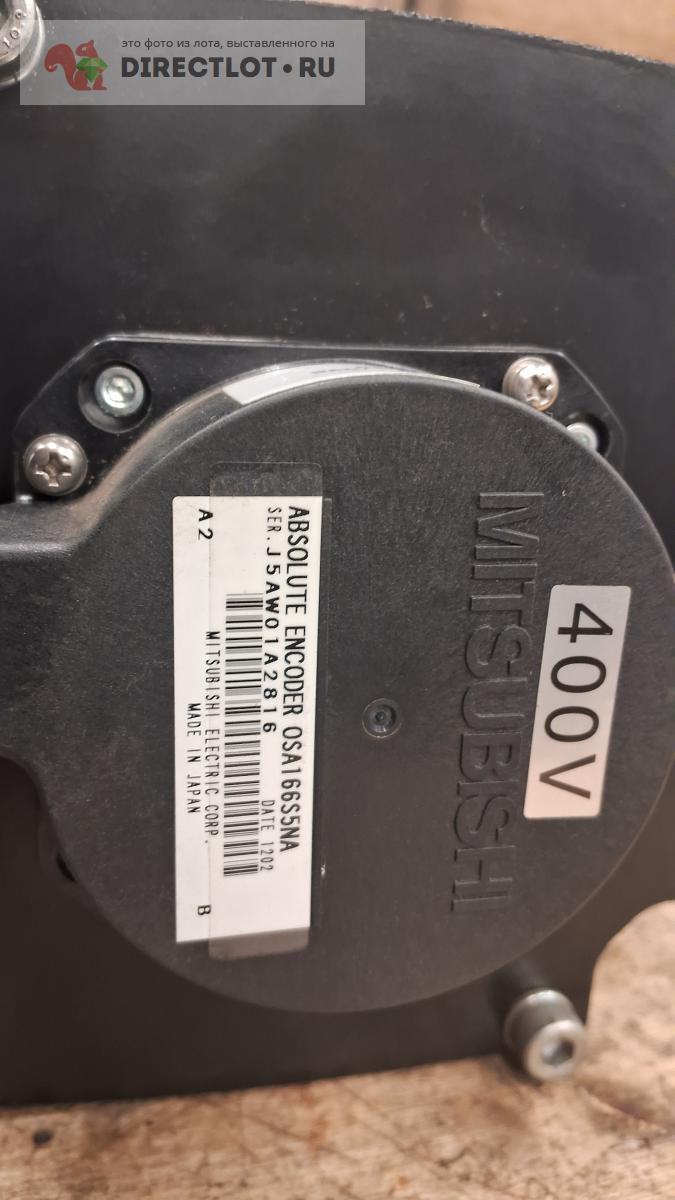 это фото из лота, выставленного на
DIRECTLOT•RU
MITSUBISHI
400V
ABSOLUTE ENCODER OSA166S5NA
SER.J5AW01A2816 DATE 1202
A2 MITSUBISHI ELECTRIC CORP. B
MADE IN JAPAN